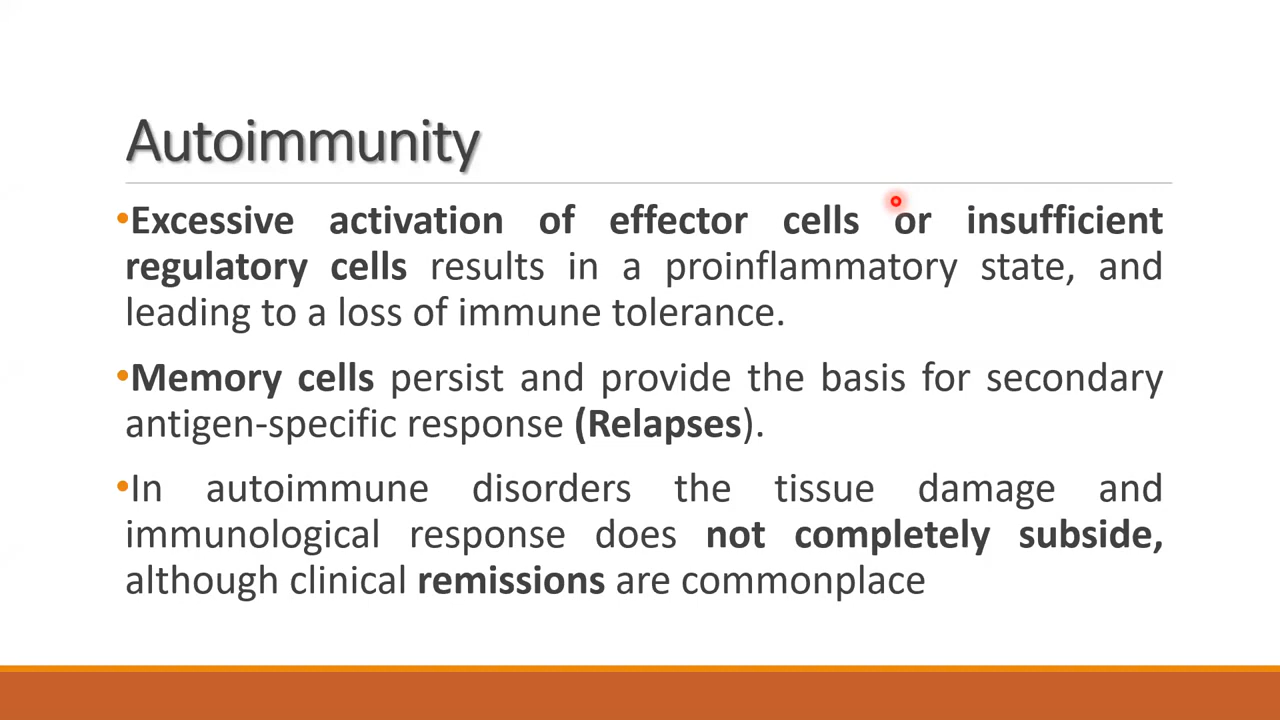 Autoimmunity
•Excessive activation of effector cells or insufficient
regulatory cells results in a proinflammatory state, and
leading to a loss of immune tolerance.
•Memory cells persist and provide the basis for secondary
antigen-specific response (Relapses).
•In autoimmune disorders the tissue damage and
immunological response does not completely subside,
although clinical remissions are commonplace